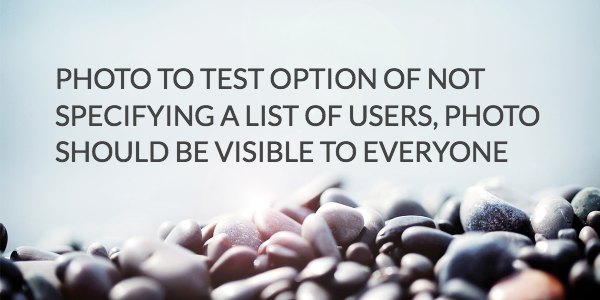 PHOTO TO TEST OPTION OF NOT
SPECIFYING A LIST OF USERS, PHOTO
SHOULD BE VISIBLE TO EVERYONE